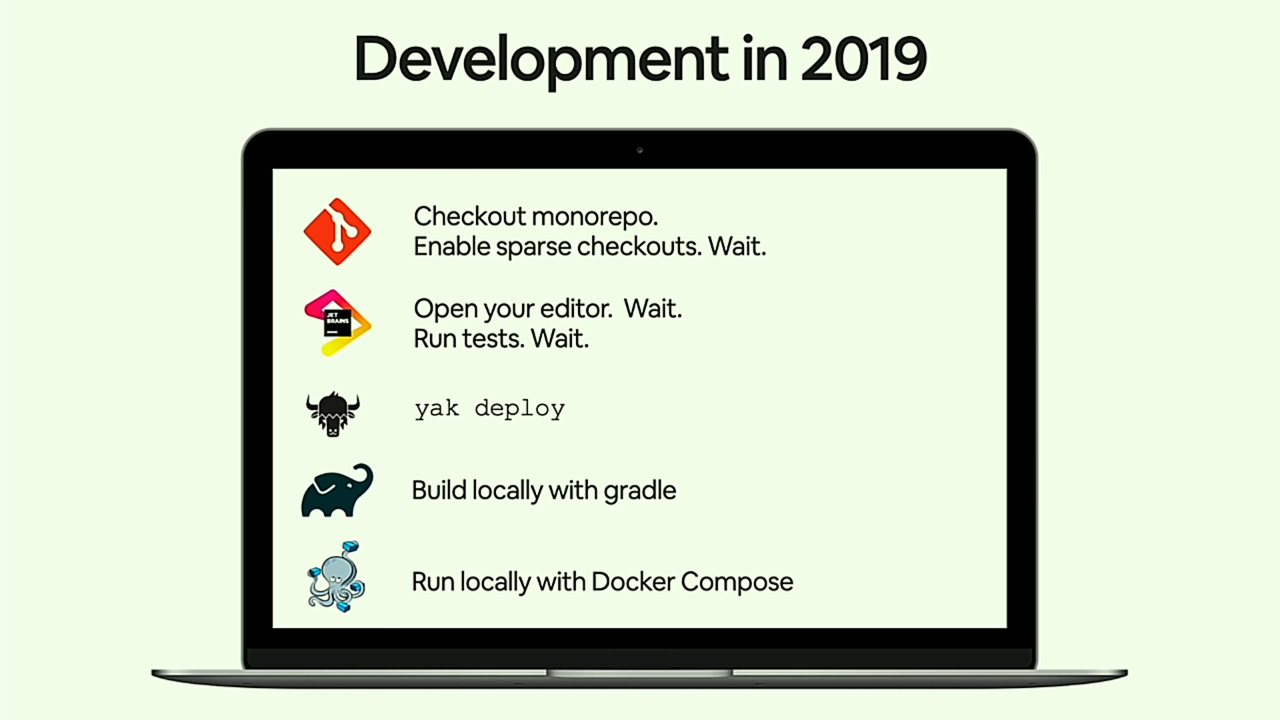 Development in 2019
Checkout monorepo.
Enable sparse checkouts. Wait.
JET
BRAINS
Open your editor.  Wait.
Run tests. Wait.
yak deploy
Build locally with gradle
Run locally with Docker Compose